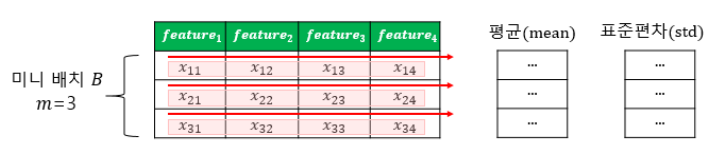 feature₁ feature₂ feature₃ feature₄
평균(mean) 표준편차(std)
미니 배치 B
m=3
x₁₁ x₁₂ x₁₃ x₁₄ ... ...
x₂₁ x₂₂ x₂₃ x₂₄ ... ...
x₃₁ x₃₂ x₃₃ x₃₄ ... ...